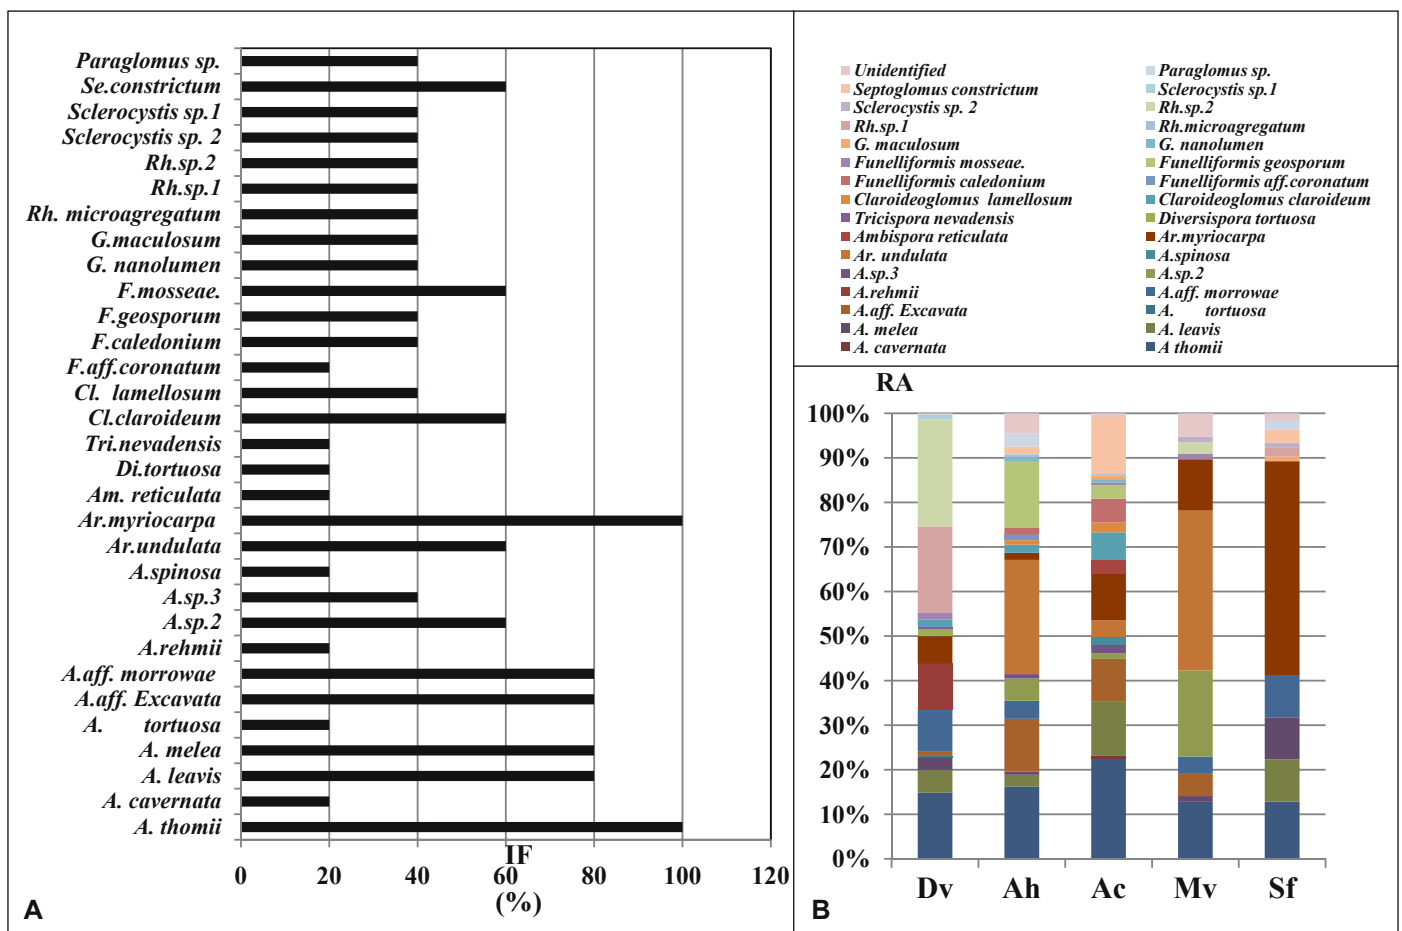 Paraglomus sp.
Se.constrictum
Sclerocystis sp.1
Sclerocystis sp. 2
Rh.sp.2
Rh.sp.1
Rh. microagregatum
G.maculosum
G. nanolumen
F.mosseae.
F.geosporum
F.caledonium
F.aff.coronatum
Cl. lamellosum
Cl.claroideum
Tri.nevadensis
Di.tortuosa
Am. reticulata
Ar.myriocarpa
Ar.undulata
A.spinosa
A.sp.3
A.sp.2
A.rehmii
A.aff. morrowae
A.aff. Excavata
A. tortuosa
A. melea
A. leavis
A. cavernata
A. thomii
0 20 40 60 80 100 120
IF
(%)
A
Unidentified Paraglomus sp.
Septoglomus constrictum Sclerocystis sp.1
Sclerocystis sp. 2 Rh.sp.2
Rh.sp.1 Rh.microagregatum
G. maculosum G. nanolumen
Funelliformis mosseae. Funelliformis geosporum
Funelliformis caledonium Funelliformis aff.coronatum
Claroideoglomus lamellosum Claroideoglomus claroideum
Tricispora nevadensis Diversispora tortuosa
Ambispora reticulata Ar.myriocarpa
Ar. undulata A.spinosa
A.sp.3 A.sp.2
A.rehmii A.aff. morrowae
A.aff. Excavata A. tortuosa
A. melea A. leavis
A. cavernata A thomii
RA
100%
90%
80%
70%
60%
50%
40%
30%
20%
10%
0%
Dv Ah Ac Mv Sf
B